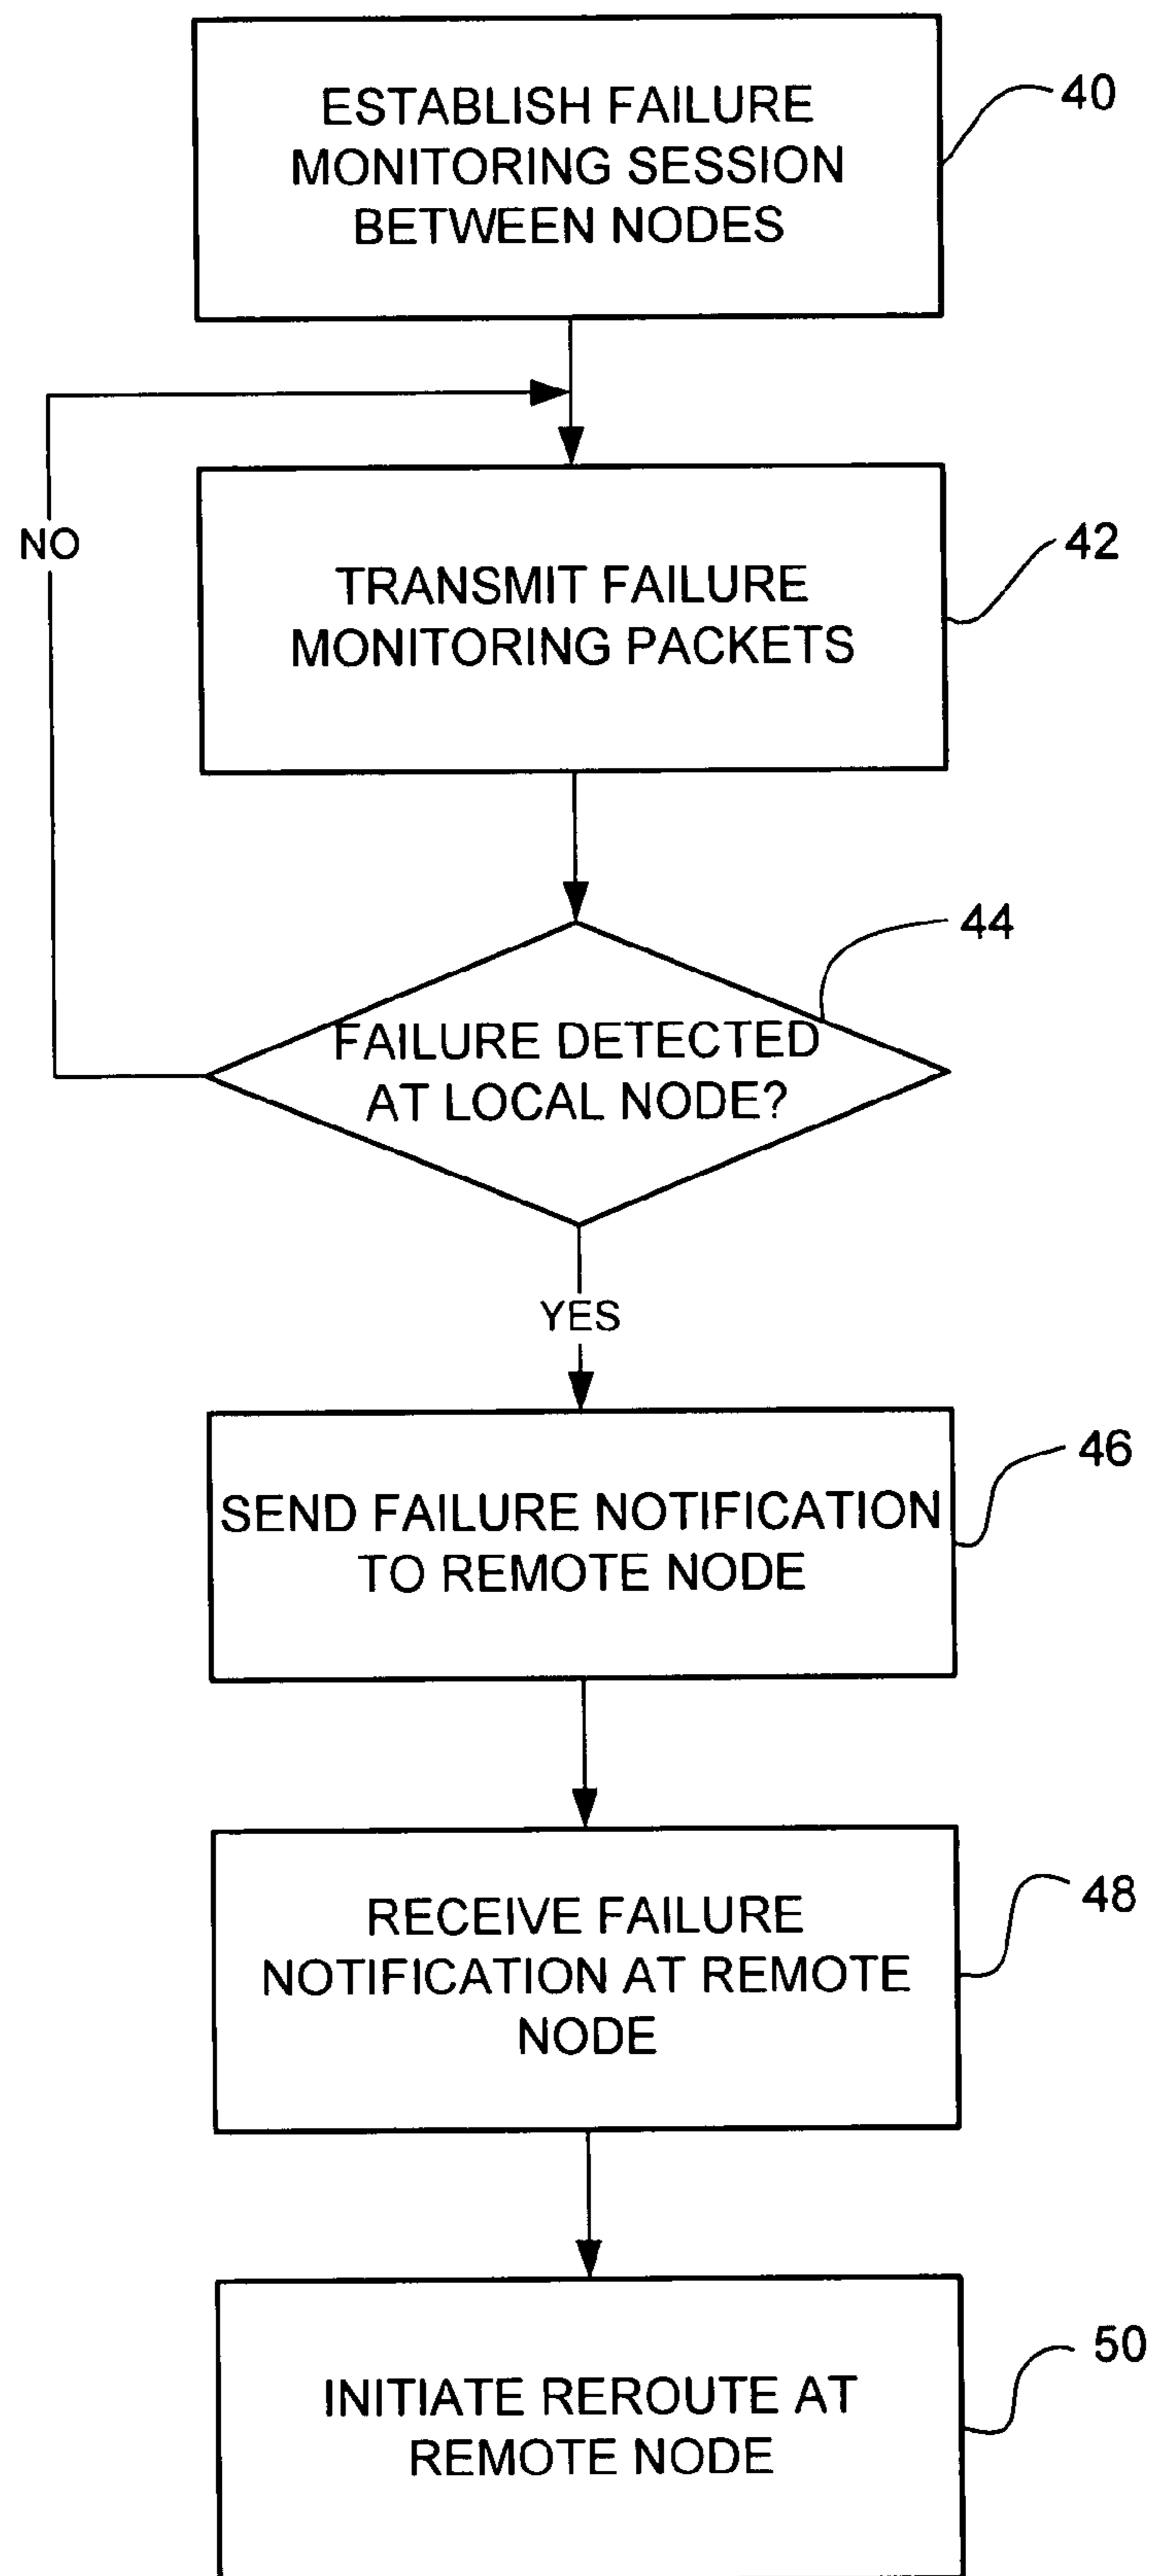 ESTABLISH FAILURE
MONITORING SESSION
BETWEEN NODES
40
NO
TRANSMIT FAILURE
MONITORING PACKETS
42
44
FAILURE DETECTED
AT LOCAL NODE?
YES
SEND FAILURE NOTIFICATION
TO REMOTE NODE
46
RECEIVE FAILURE
NOTIFICATION AT REMOTE
NODE
48
INITIATE REROUTE AT
REMOTE NODE
50